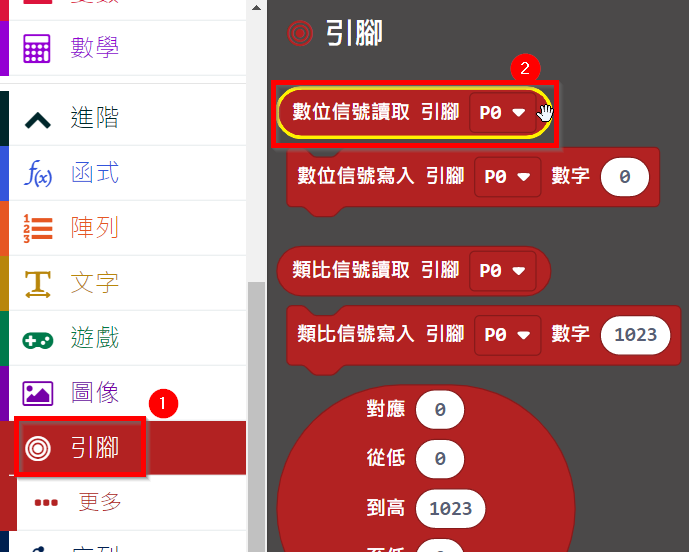 數學
進階
函式
陣列
文字
遊戲
圖像
1
引腳
更多
引腳
2
數位信號讀取 引腳 P0
數位信號寫入 引腳 P0 數字 0
類比信號讀取 引腳 P0
類比信號寫入 引腳 P0 數字 1023
對應 0
從低 0
到高 1023